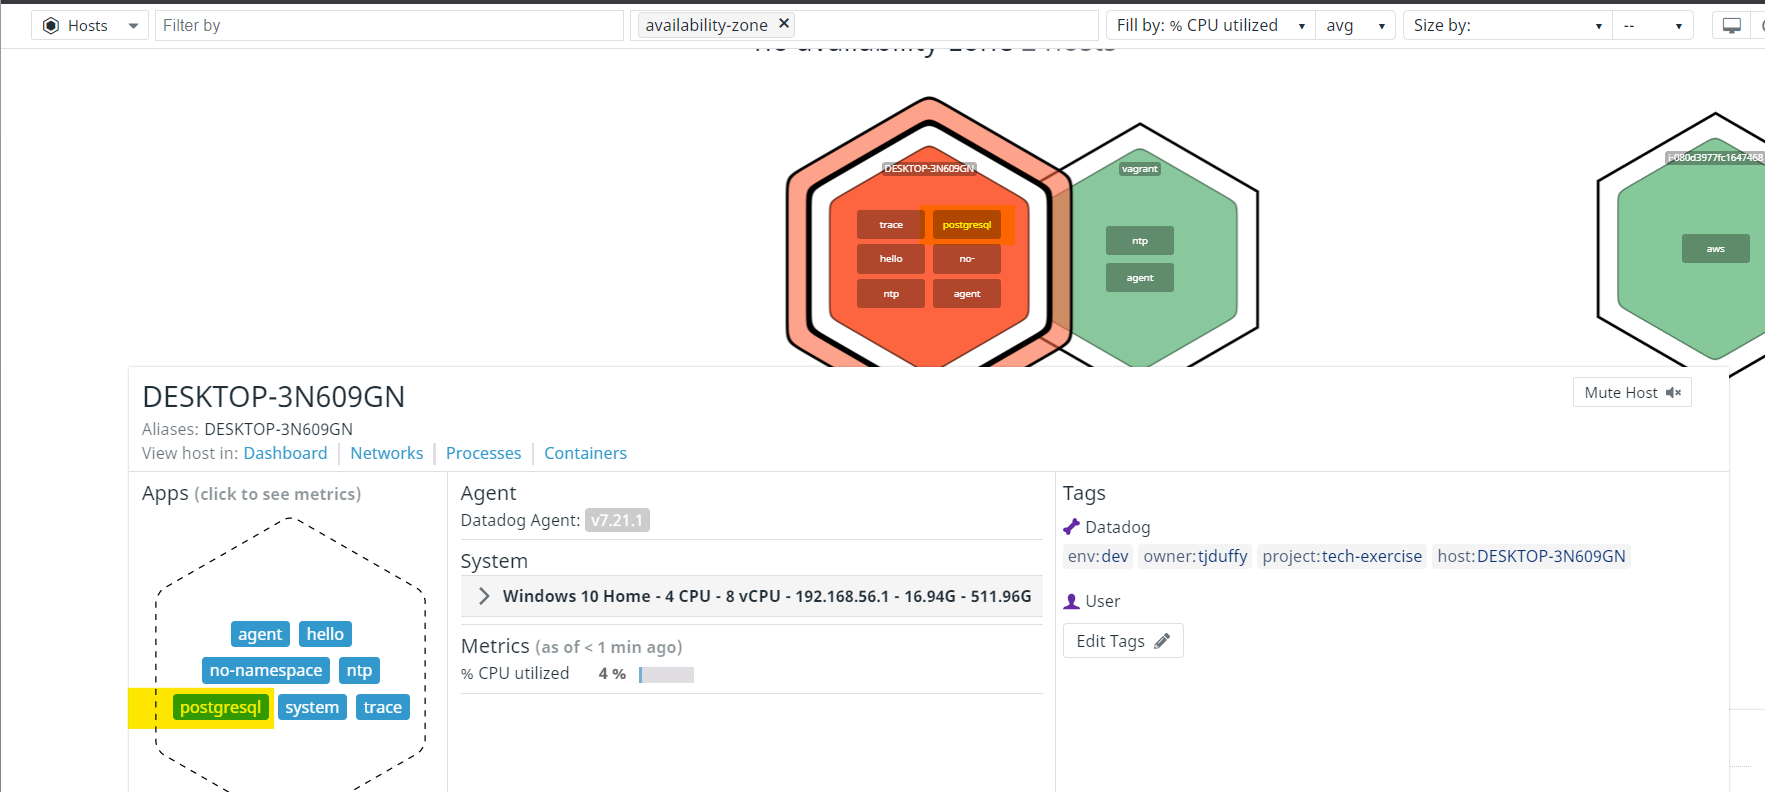 Hosts
Filter by
availability-zone ×
Fill by: % CPU utilized
avg
Size by:
--
no availability-zone 2 hosts
DESKTOP-3N609GN
trace
postgresql
hello
no-
ntp
agent
vagrant
ntp
agent
i-080d3977fc1647468
aws
DESKTOP-3N609GN
Mute Host
Aliases: DESKTOP-3N609GN
View host in: Dashboard | Networks | Processes | Containers
Apps (click to see metrics)
agent hello
no-namespace ntp
postgresql system trace
Agent
Datadog Agent: v7.21.1
System
Windows 10 Home - 4 CPU - 8 vCPU - 192.168.56.1 - 16.94G - 511.96G
Metrics (as of < 1 min ago)
% CPU utilized 4 %
Tags
Datadog
env:dev owner:tjduffy project:tech-exercise host:DESKTOP-3N609GN
User
Edit Tags